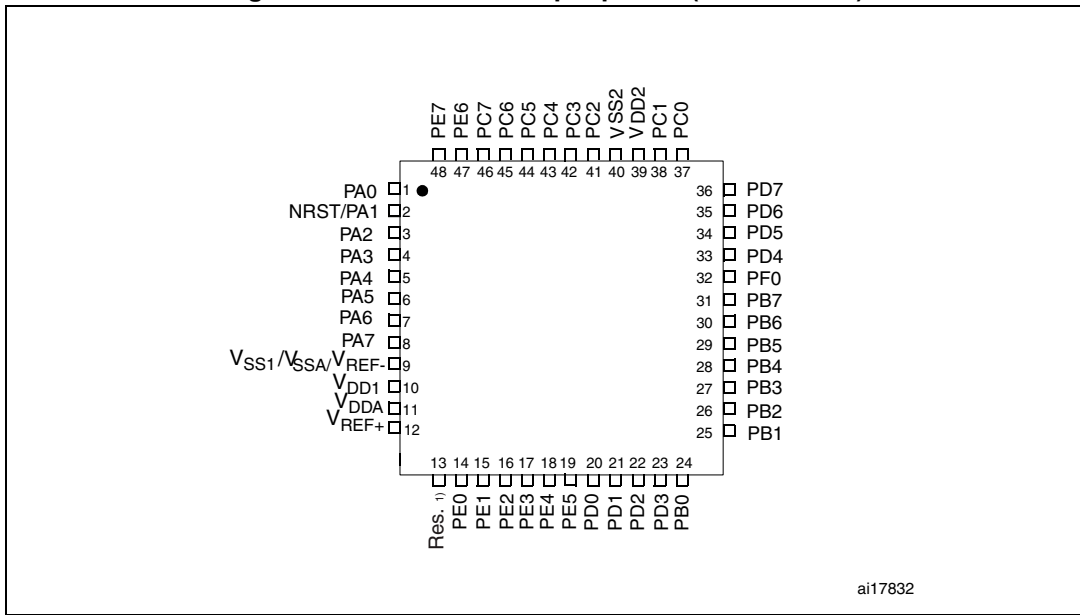 PE7 PE6 PC7 PC6 PC5 PC4 PC3 PC2 VSS2 VDD2 PC1 PC0
48 47 46 45 44 43 42 41 40 39 38 37
PA0 1
NRST/PA1 2
PA2 3
PA3 4
PA4 5
PA5 6
PA6 7
PA7 8
VSS1/VSSA/VREF- 9
VDD1 10
VDDA 11
VREF+ 12
36 PD7
35 PD6
34 PD5
33 PD4
32 PF0
31 PB7
30 PB6
29 PB5
28 PB4
27 PB3
26 PB2
25 PB1
13 14 15 16 17 18 19 20 21 22 23 24
Res. 1) PE0 PE1 PE2 PE3 PE4 PE5 PD0 PD1 PD2 PD3 PB0
ai17832